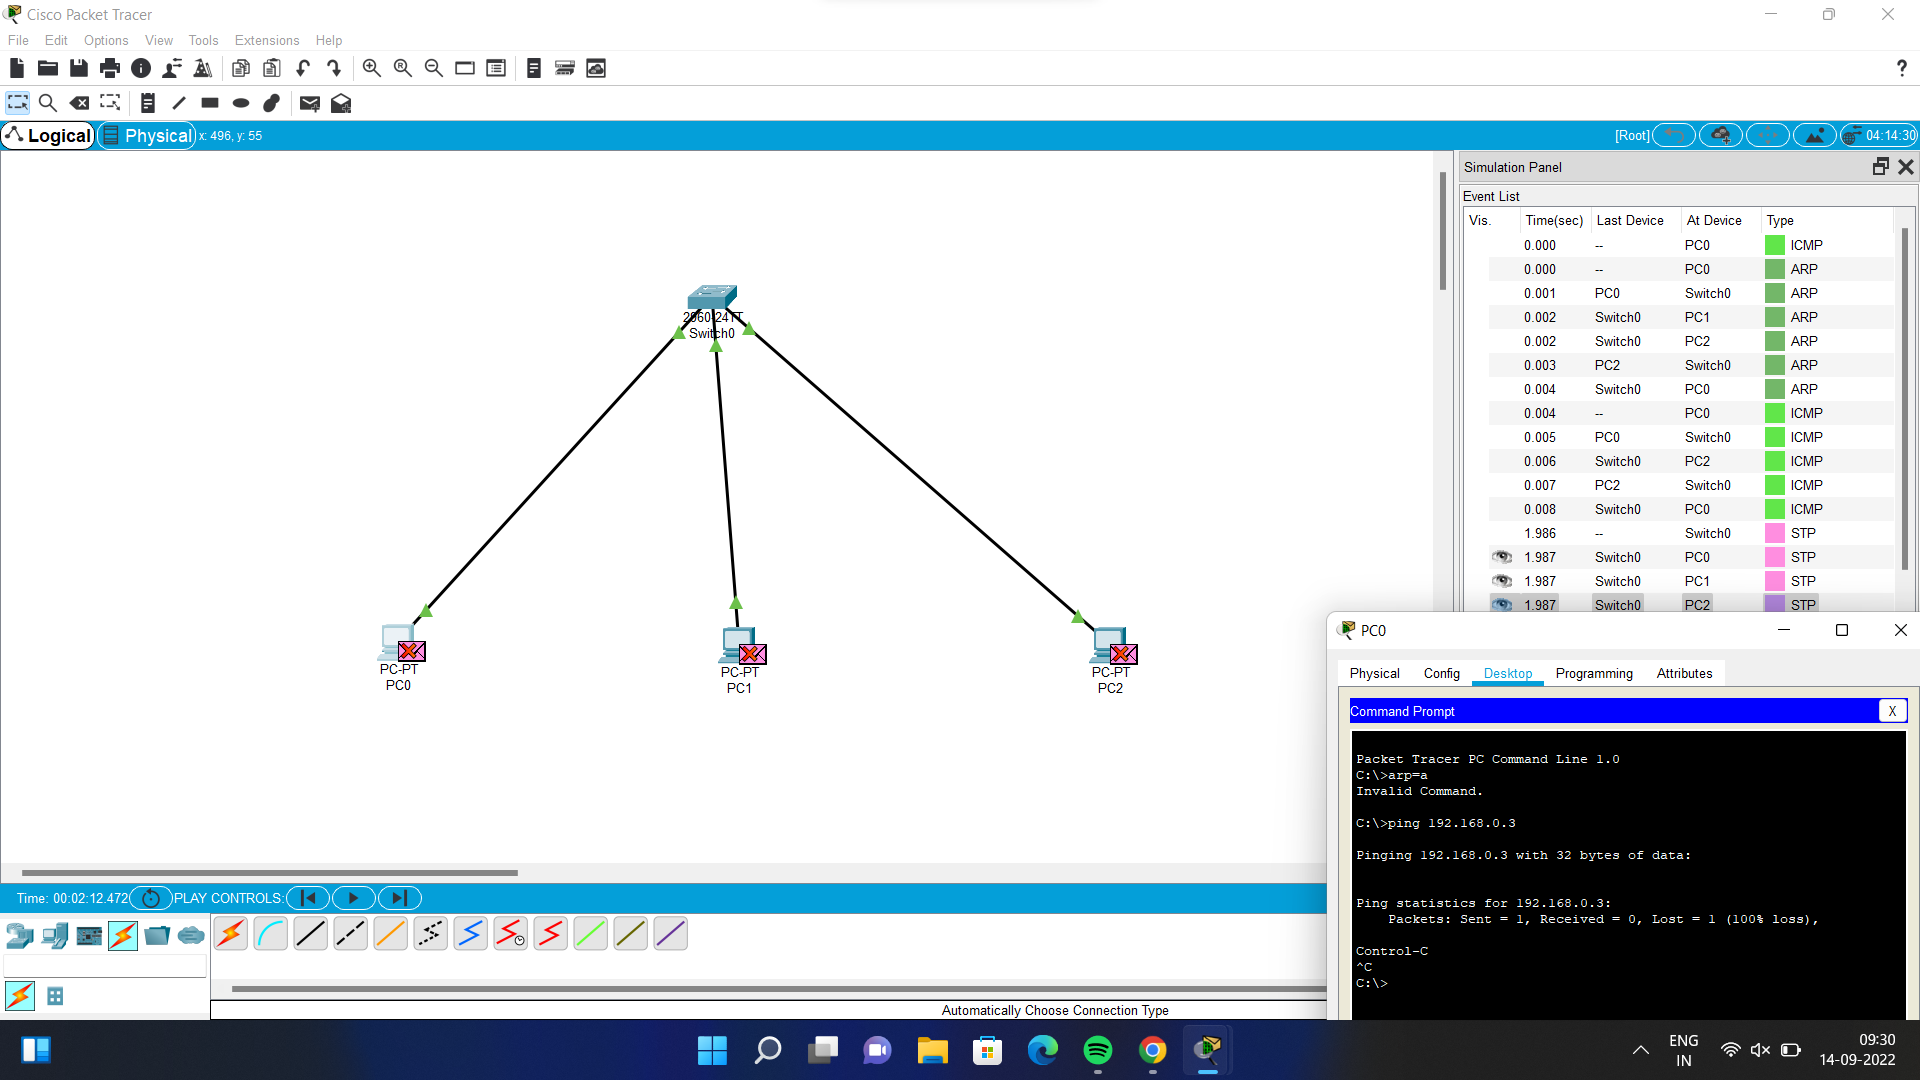 Cisco Packet Tracer
File Edit Options View Tools Extensions Help
?
Logical Physical x: 496, y: 55 [Root] 04:14:30
Simulation Panel
Event List
Vis. Time(sec) Last Device At Device Type
0.000 -- PC0 ICMP
0.000 -- PC0 ARP
0.001 PC0 Switch0 ARP
0.002 Switch0 PC1 ARP
0.002 Switch0 PC2 ARP
0.003 PC2 Switch0 ARP
0.004 Switch0 PC0 ARP
0.004 -- PC0 ICMP
0.005 PC0 Switch0 ICMP
0.006 Switch0 PC2 ICMP
0.007 PC2 Switch0 ICMP
0.008 Switch0 PC0 ICMP
1.986 -- Switch0 STP
1.987 Switch0 PC0 STP
1.987 Switch0 PC1 STP
1.987 Switch0 PC2 STP
2960-24TT
Switch0
PC-PT
PC0
PC-PT
PC1
PC-PT
PC2
PC0
Physical Config Desktop Programming Attributes
Command Prompt X
Packet Tracer PC Command Line 1.0
C:\>arp=a
Invalid Command.
C:\>ping 192.168.0.3
Pinging 192.168.0.3 with 32 bytes of data:
Ping statistics for 192.168.0.3:
Packets: Sent = 1, Received = 0, Lost = 1 (100% loss),
Control-C
^C
C:\>
Time: 00:02:12.472 PLAY CONTROLS:
Automatically Choose Connection Type
ENG
IN
09:30
14-09-2022